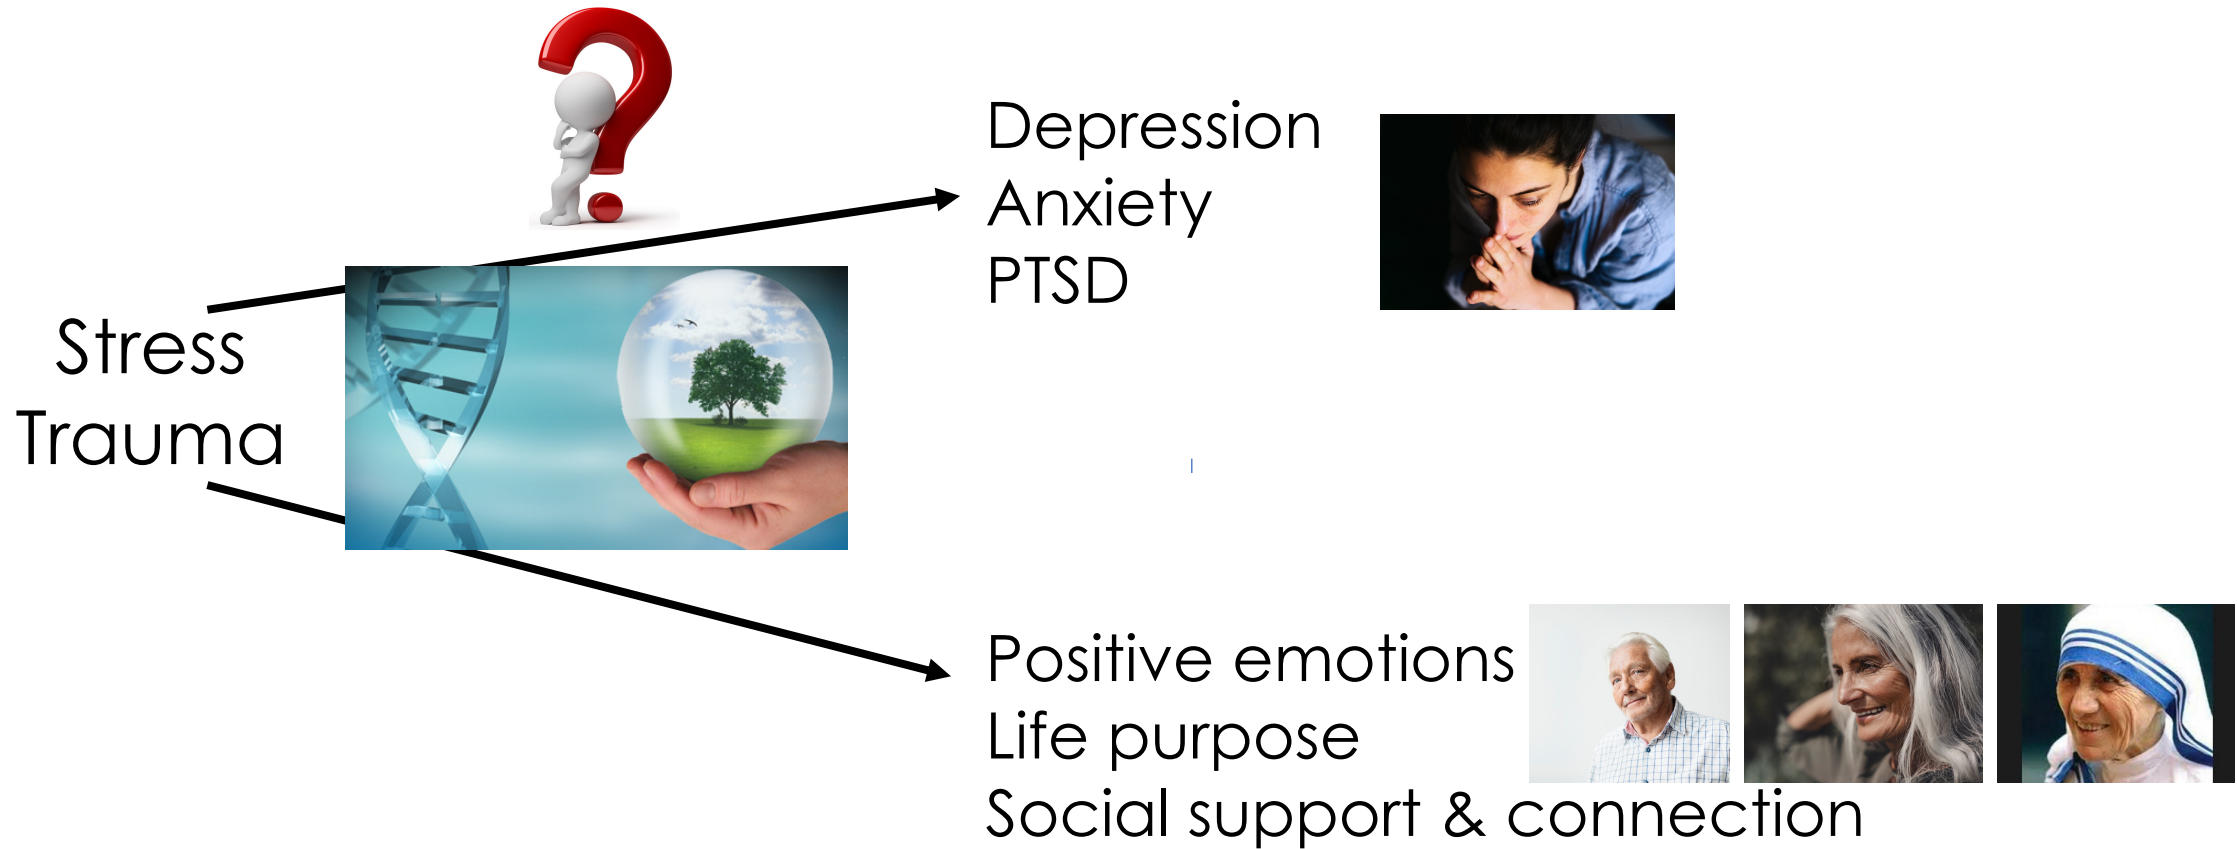 Stress
Trauma
Depression
Anxiety
PTSD
Positive emotions
Life purpose
Social support & connection